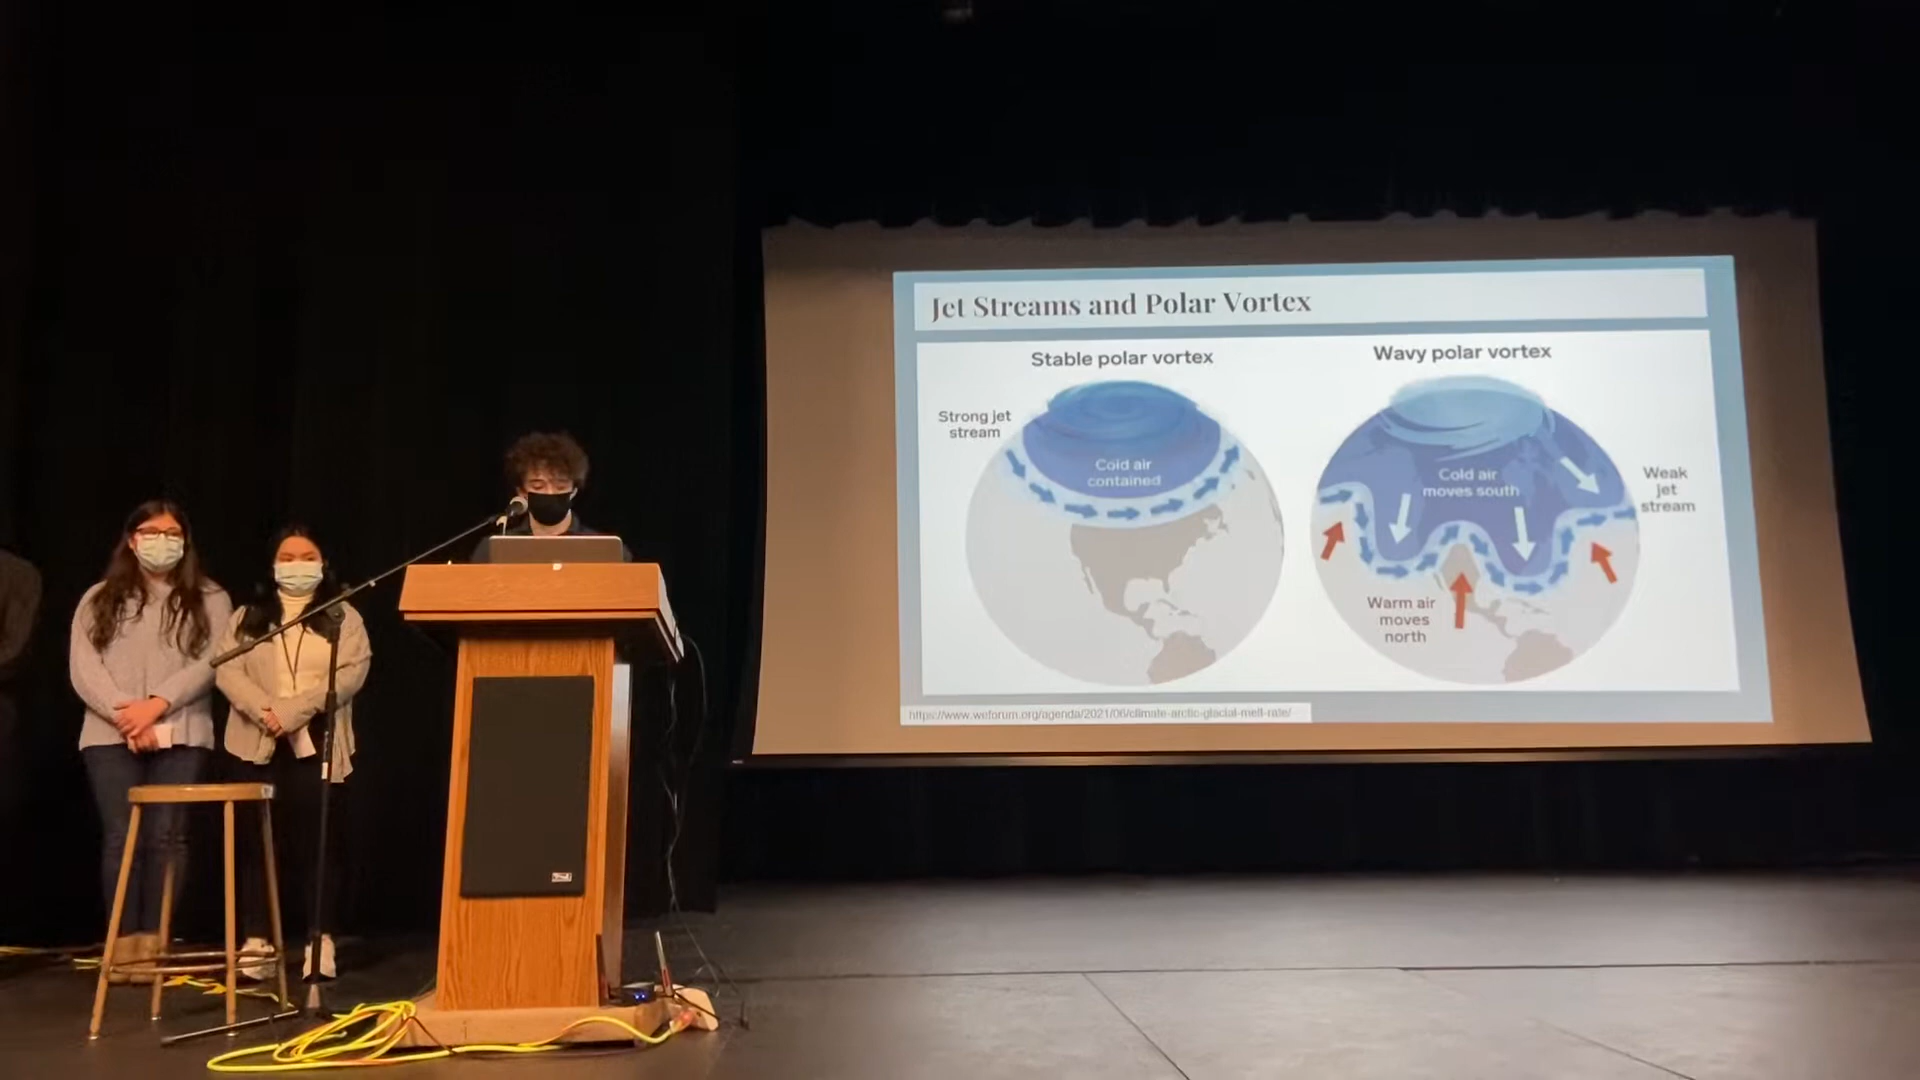 Jet Streams and Polar Vortex
Stable polar vortex
Strong jet
stream
Cold air
contained
Wavy polar vortex
Cold air
moves south
Weak
jet
stream
Warm air
moves
north
https://www.weforum.org/agenda/2021/06/climate-arctic-glacial-melt-rate/